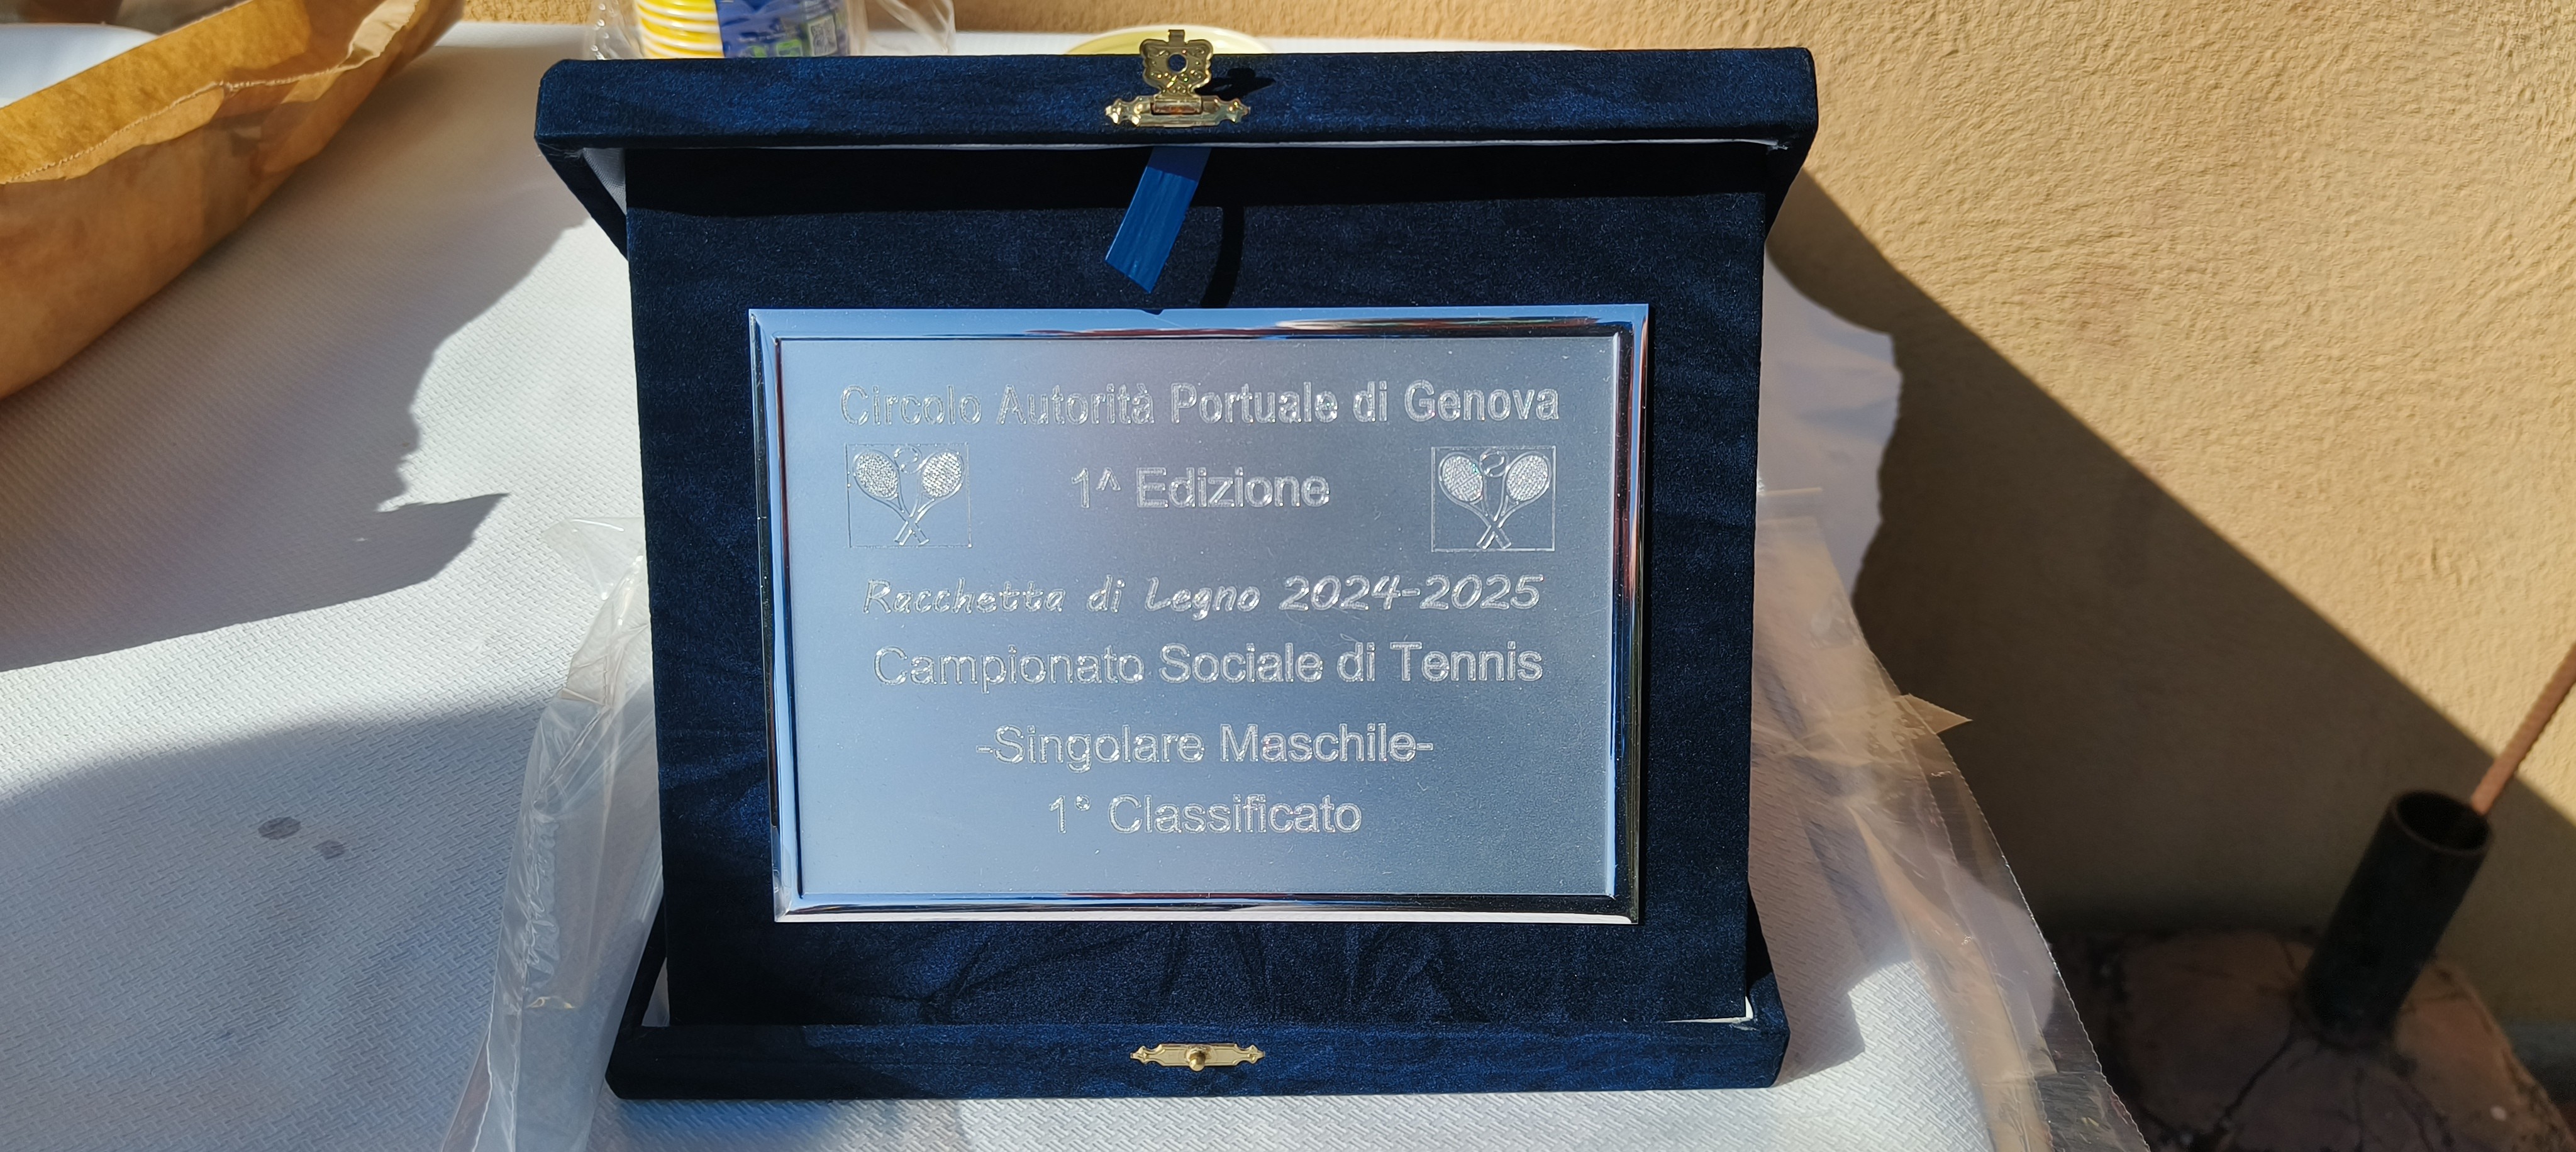 Circolo Autorità Portuale di Genova
1^ Edizione
Racchetta di Legno 2024-2025
Campionato Sociale di Tennis
-Singolare Maschile-
1° Classificato